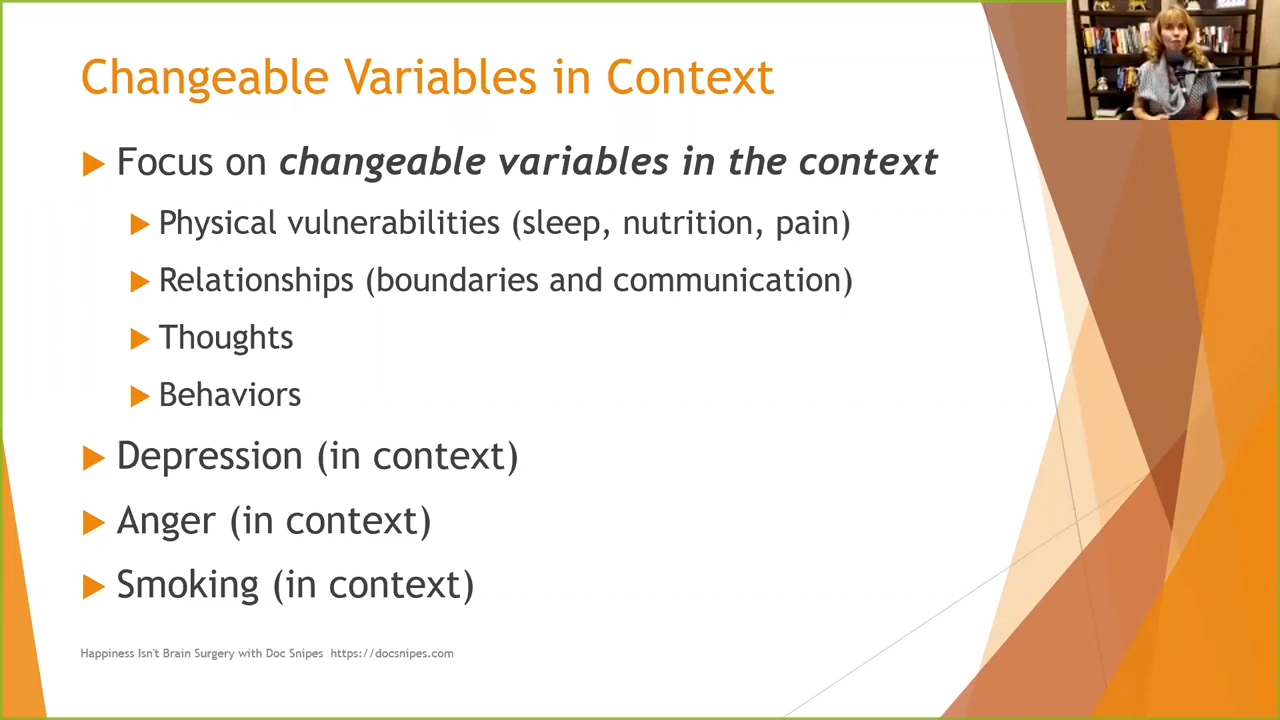 Changeable Variables in Context
Focus on changeable variables in the context
Physical vulnerabilities (sleep, nutrition, pain)
Relationships (boundaries and communication)
Thoughts
Behaviors
Depression (in context)
Anger (in context)
Smoking (in context)
Happiness Isn't Brain Surgery with Doc Snipes https://docsnipes.com